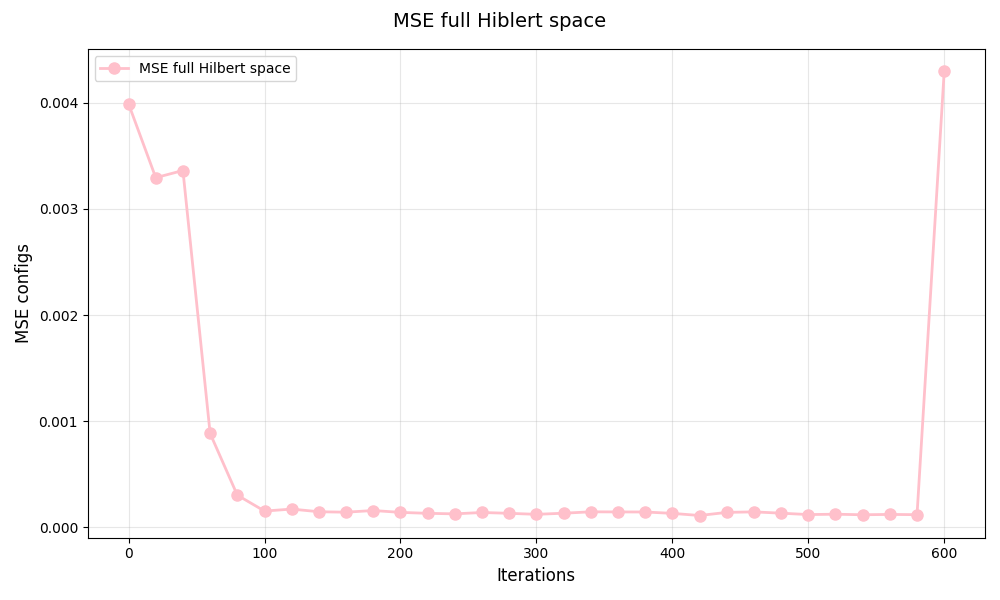 MSE full Hiblert space
MSE full Hilbert space
MSE configs
0.004
0.003
0.002
0.001
0.000
0 100 200 300 400 500 600
Iterations